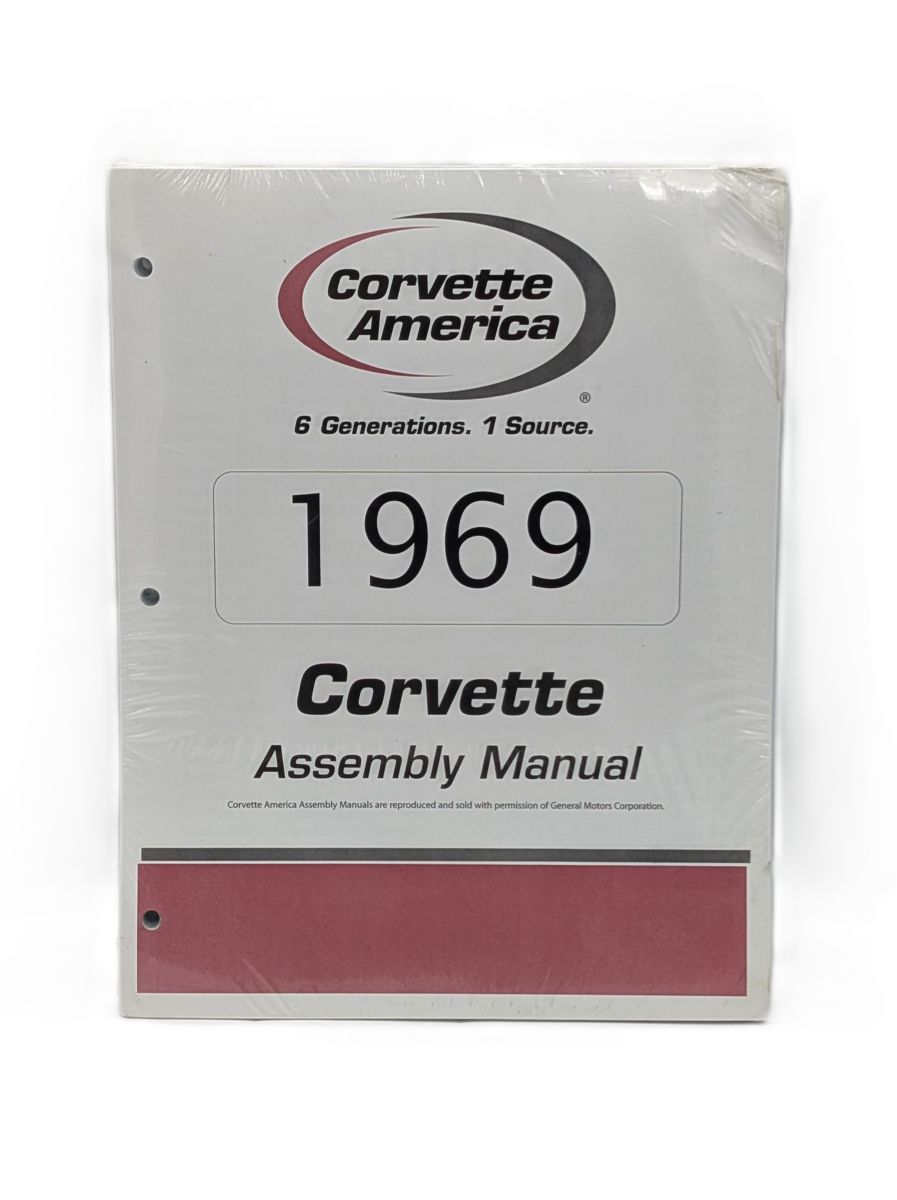 Corvette
America
®
6 Generations. 1 Source.
1969
Corvette
Assembly Manual
Corvette America Assembly Manuals are reproduced and sold with permission of General Motors Corporation.